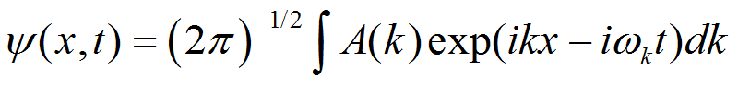 ψ(x,t) = (2π) ^{1/2} ∫ A(k) exp(ikx − iω_k t)dk